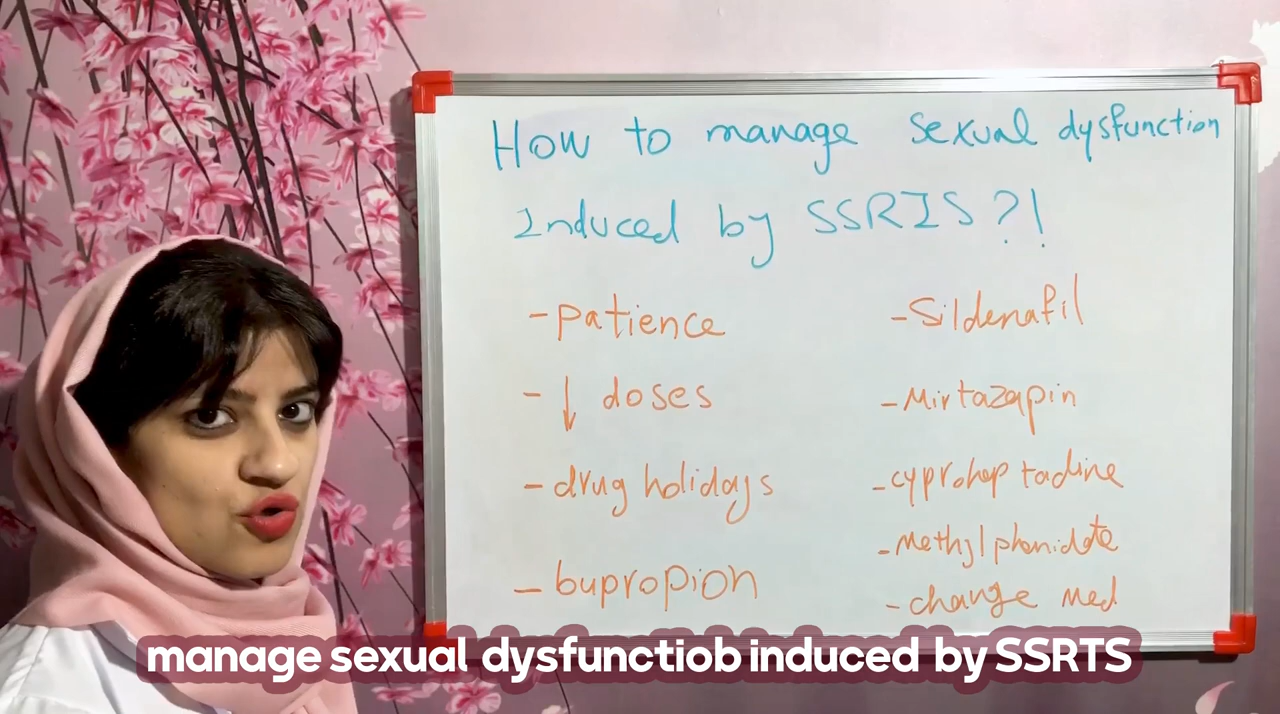 How to manage sexual dysfunction
Induced by SSRIS?!
- patience
- ↓ doses
- drug holidays
- bupropion
- Sildenafil
- Mirtazapin
- cyprohep tadine
- Methylphenidate
- change med
manage sexual dysfunctiob induced by SSRTS